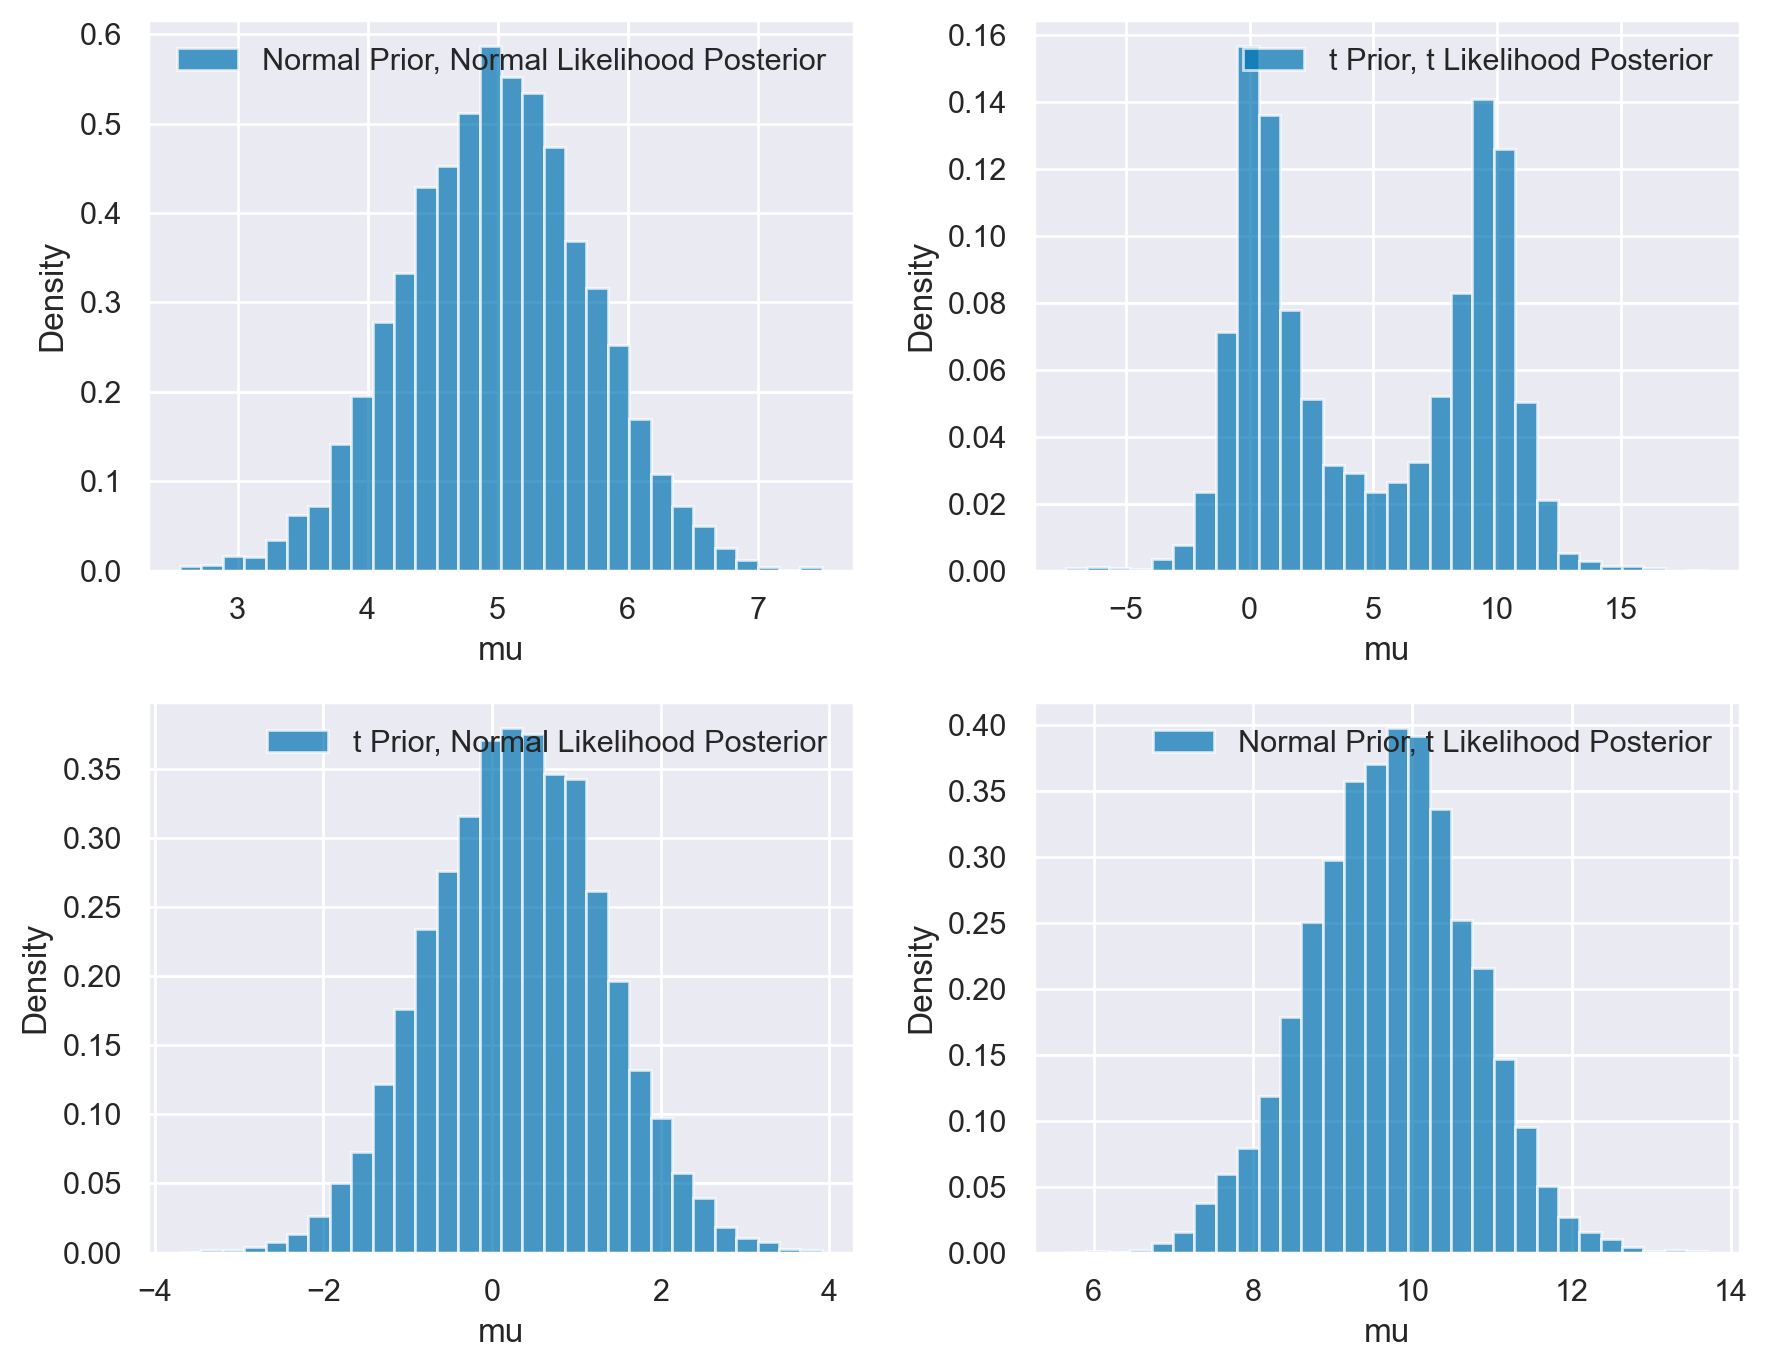 0.6
0.5
0.4
0.3
0.2
0.1
0.0
Density
Normal Prior, Normal Likelihood Posterior
3 4 5 6 7
mu
0.16
0.14
0.12
0.10
0.08
0.06
0.04
0.02
0.00
Density
t Prior, t Likelihood Posterior
−5 0 5 10 15
mu
0.35
0.30
0.25
0.20
0.15
0.10
0.05
0.00
Density
t Prior, Normal Likelihood Posterior
−4 −2 0 2 4
mu
0.40
0.35
0.30
0.25
0.20
0.15
0.10
0.05
0.00
Density
Normal Prior, t Likelihood Posterior
6 8 10 12 14
mu